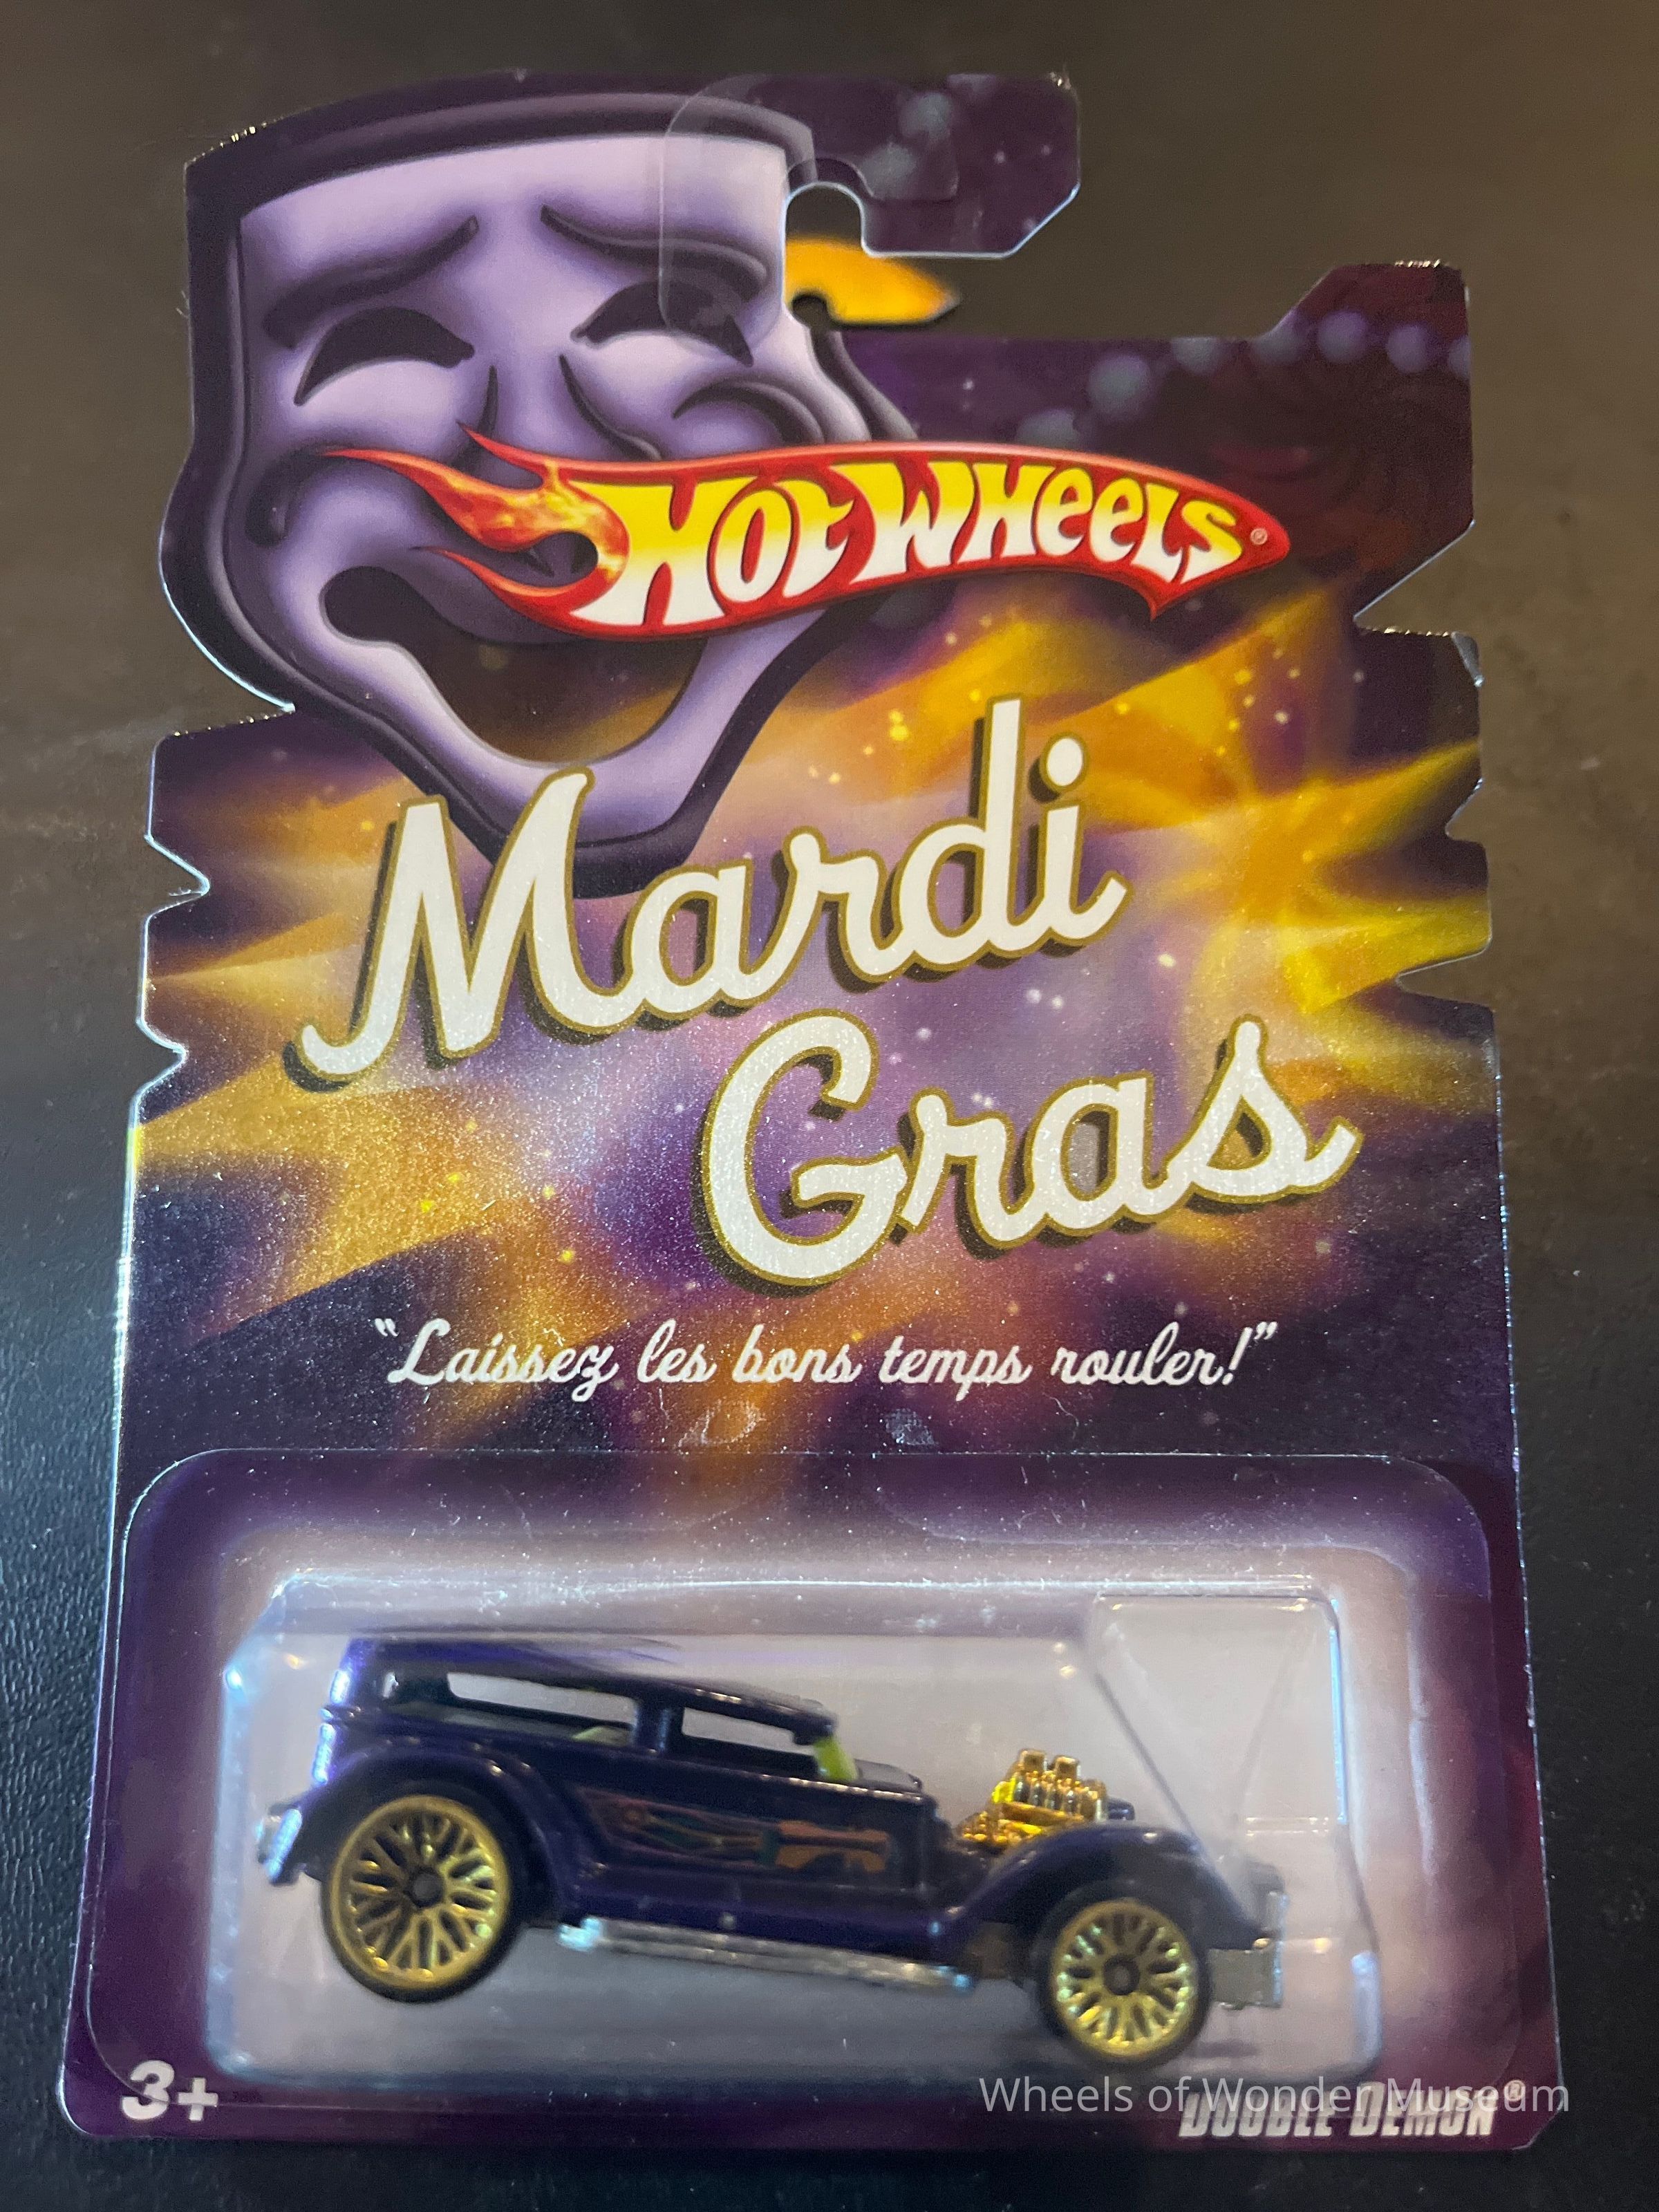 HOT WHEELS®
Mardi
Gras
“Laissez les bons temps rouler!”
3+
Wheels of Wonder Museum
DOUBLE DEMON®